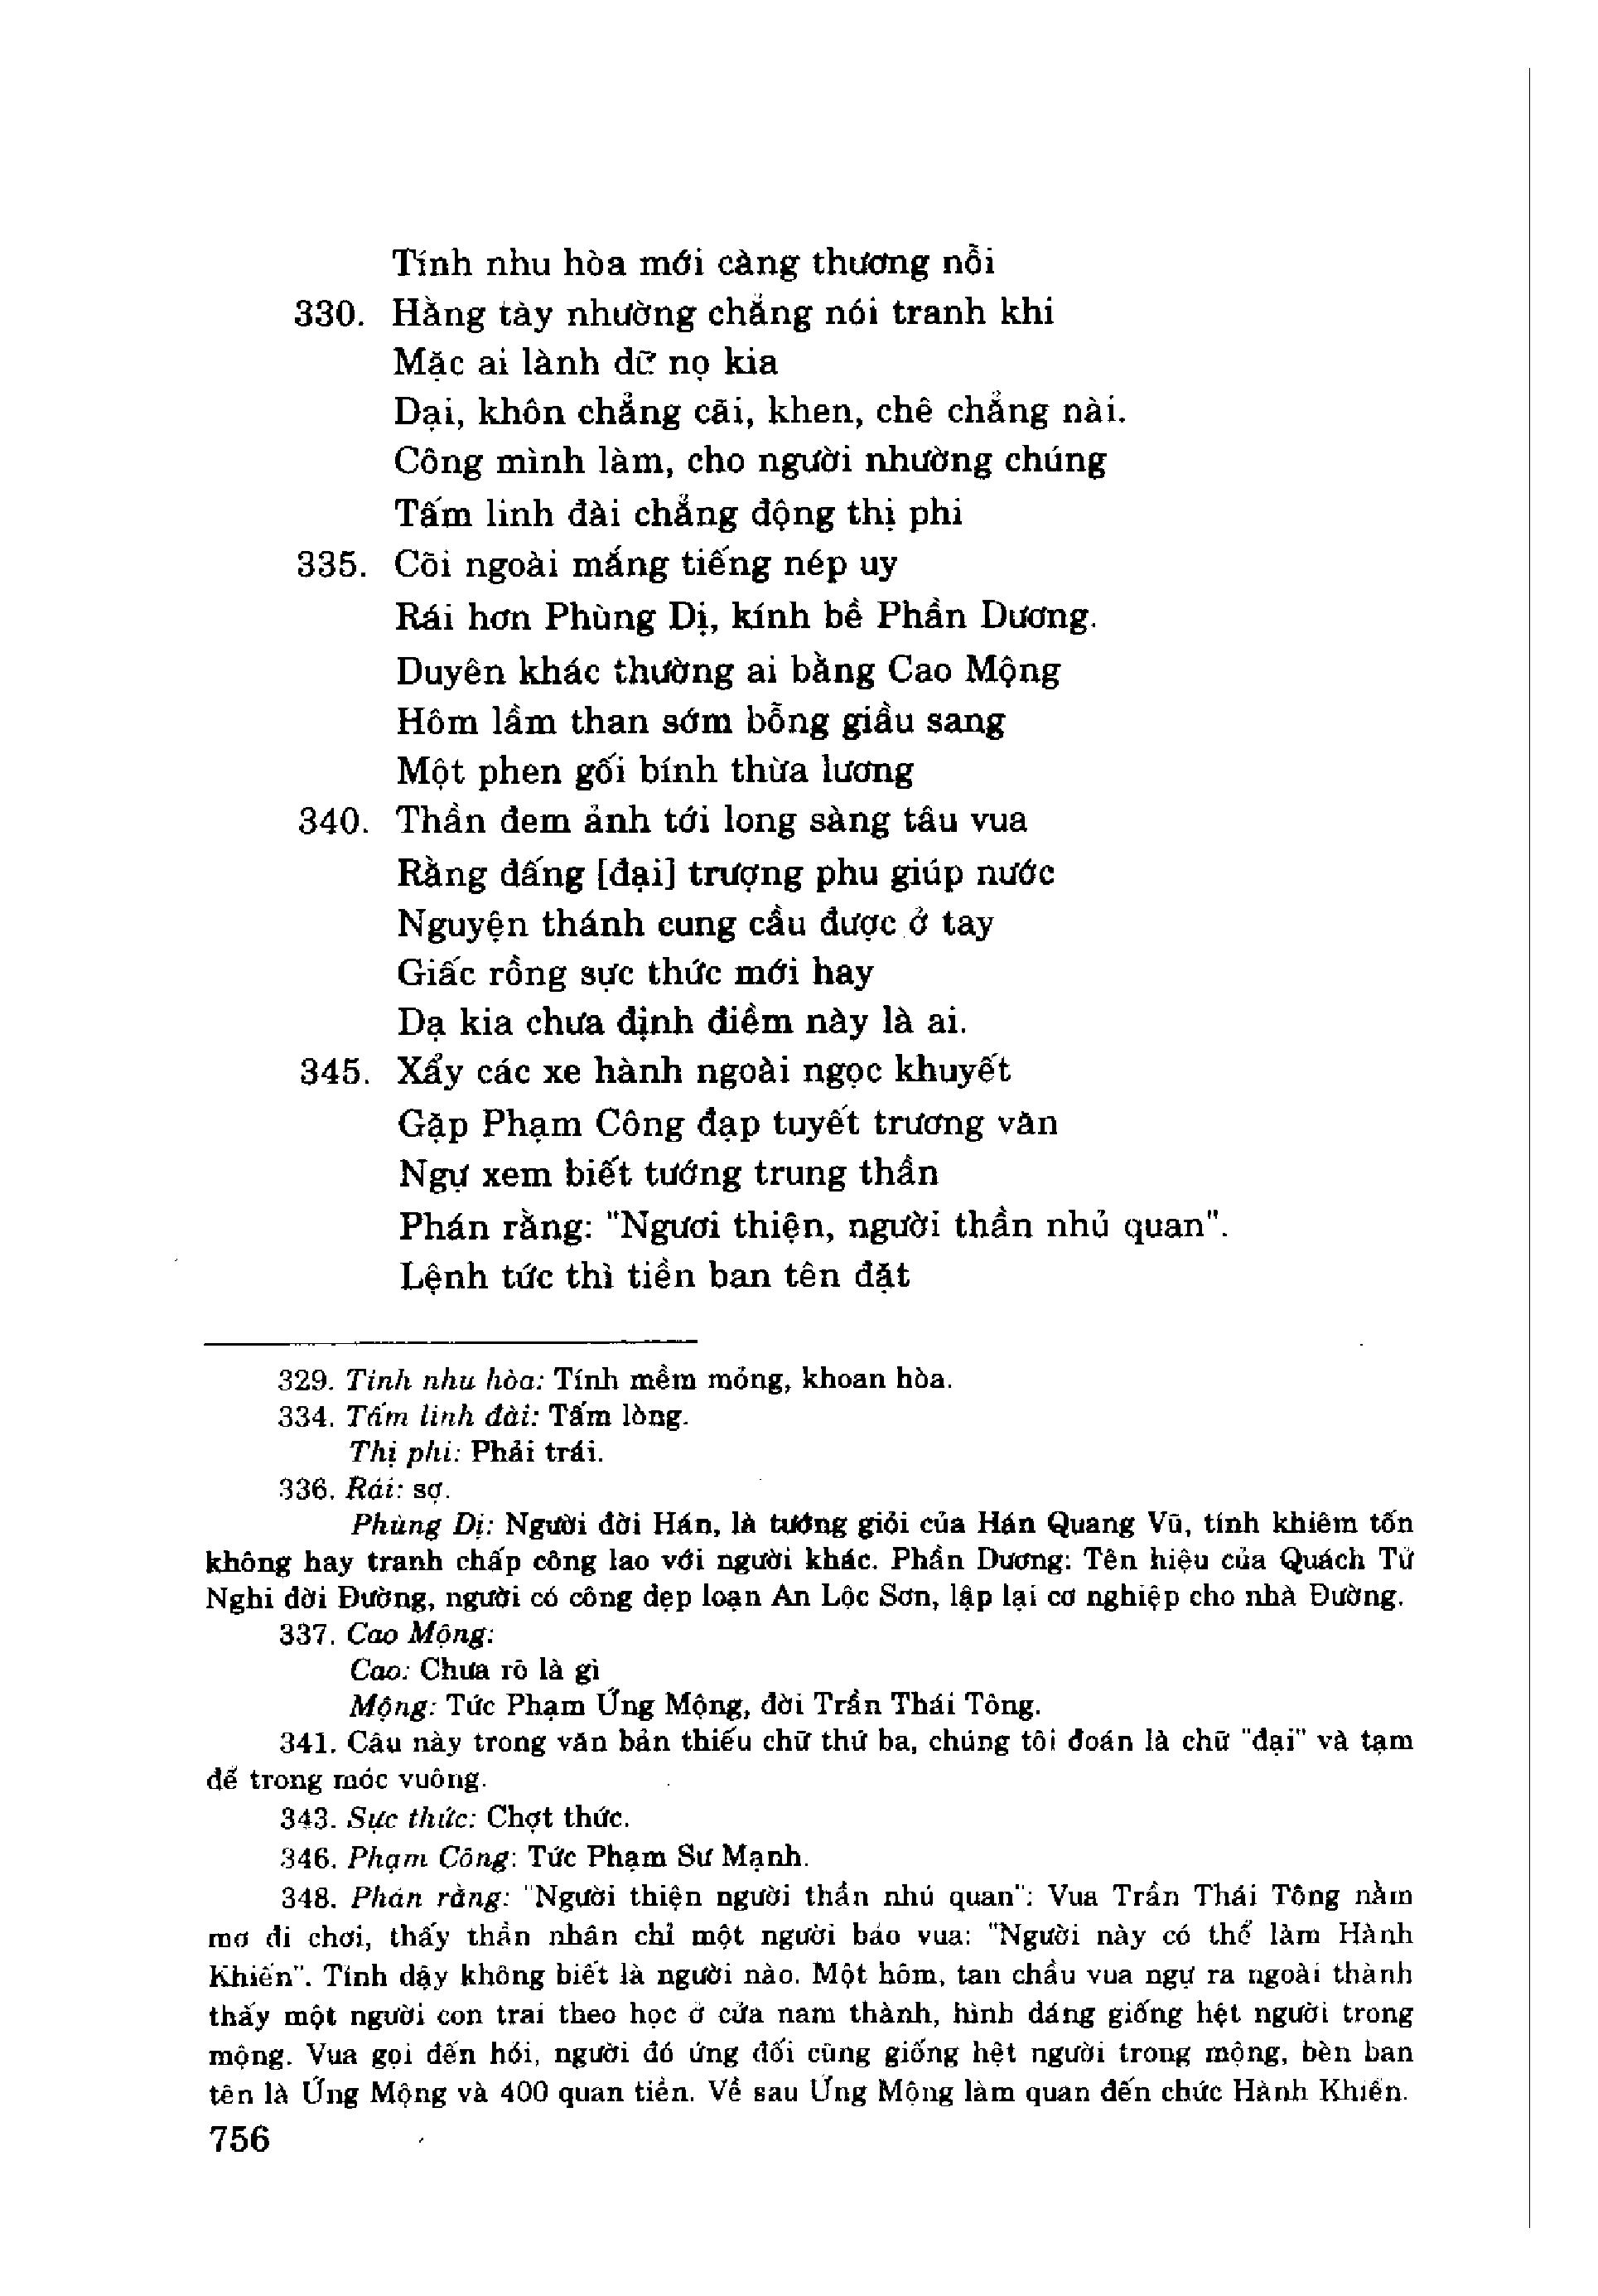 Tính nhu hòa mới càng thương nỗi
330. Hằng tày nhường chẳng nói tranh khi
Mặc ai lành dữ nọ kia
Dại, khôn chẳng cãi, khen, chê chẳng nài.
Công mình làm, cho người nhường chúng
Tấm linh đài chẳng động thị phi
335. Cõi ngoài mắng tiếng nép uy
Rái hơn Phùng Dị, kính bề Phần Dương.
Duyên khác thường ai bằng Cao Mộng
Hôm lầm than sớm bỗng giầu sang
Một phen gối bính thừa lương
340. Thần đem ảnh tới long sàng tâu vua
Rằng đấng [đại] trượng phu giúp nước
Nguyện thánh cung cầu được ở tay
Giấc rồng sực thức mới hay
Dạ kia chưa định điềm này là ai.
345. Xẩy các xe hành ngoài ngọc khuyết
Gặp Phạm Công đạp tuyết trương văn
Ngự xem biết tướng trung thần
Phán rằng: "Ngươi thiện, người thần nhủ quan".
Lệnh tức thì tiền ban tên đặt
329. Tính nhu hòa: Tính mềm mỏng, khoan hòa.
334. Tấm linh đài: Tấm lòng.
Thị phi: Phải trái.
336. Rái: sợ.
Phùng Dị: Người đời Hán, là tướng giỏi của Hán Quang Vũ, tính khiêm tốn
không hay tranh chấp công lao với người khác. Phần Dương: Tên hiệu của Quách Tử
Nghi đời Đường, người có công dẹp loạn An Lộc Sơn, lập lại cơ nghiệp cho nhà Đường.
337. Cao Mộng:
Cao: Chưa rõ là gì
Mộng: Tức Phạm Ứng Mộng, đời Trần Thái Tông.
341. Câu này trong văn bản thiếu chữ thứ ba, chúng tôi đoán là chữ "đại" và tạm
để trong móc vuông.
343. Sực thức: Chợt thức.
346. Phạm Công: Tức Phạm Sư Mạnh.
348. Phán rằng: "Người thiện người thần nhủ quan": Vua Trần Thái Tông nằm
mơ đi chơi, thấy thần nhân chỉ một người bảo vua: "Người này có thể làm Hành
Khiển". Tỉnh dậy không biết là người nào. Một hôm, tan chầu vua ngự ra ngoài thành
thấy một người con trai theo học ở cửa nam thành, hình dáng giống hệt người trong
mộng. Vua gọi đến hỏi, người đó ứng đối cũng giống hệt người trong mộng, bèn ban
tên là Ứng Mộng và 400 quan tiền. Về sau Ứng Mộng làm quan đến chức Hành Khiển.
756